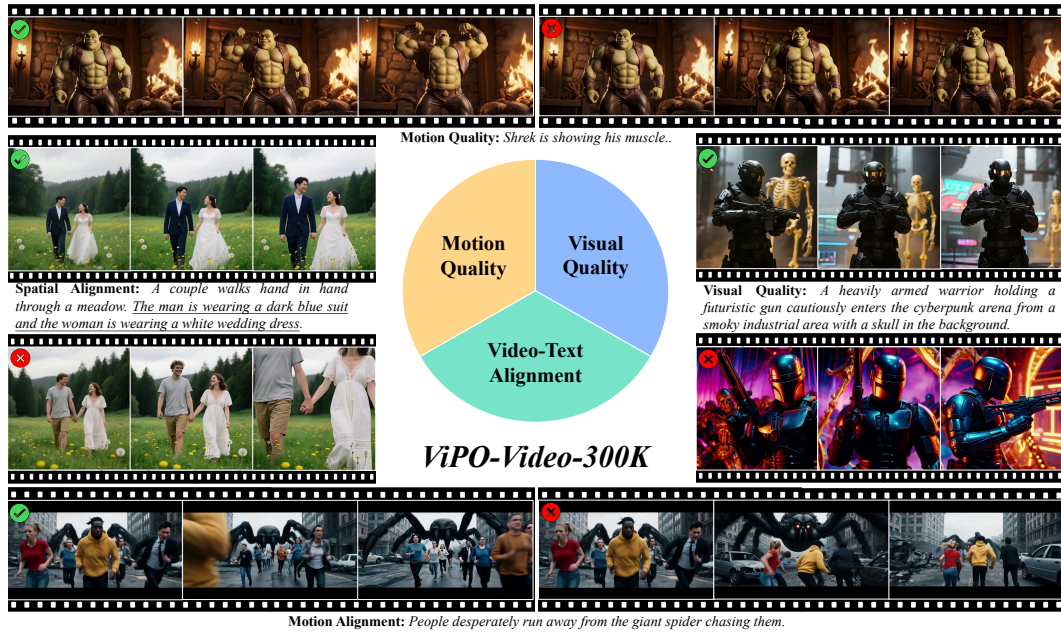 Motion Quality: Shrek is showing his muscle..
Spatial Alignment: A couple walks hand in hand
through a meadow. The man is wearing a dark blue suit
and the woman is wearing a white wedding dress.
Motion
Quality
Visual
Quality
Video-Text
Alignment
ViPO-Video-300K
Visual Quality: A heavily armed warrior holding a
futuristic gun cautiously enters the cyberpunk arena from a
smoky industrial area with a skull in the background.
Motion Alignment: People desperately run away from the giant spider chasing them.